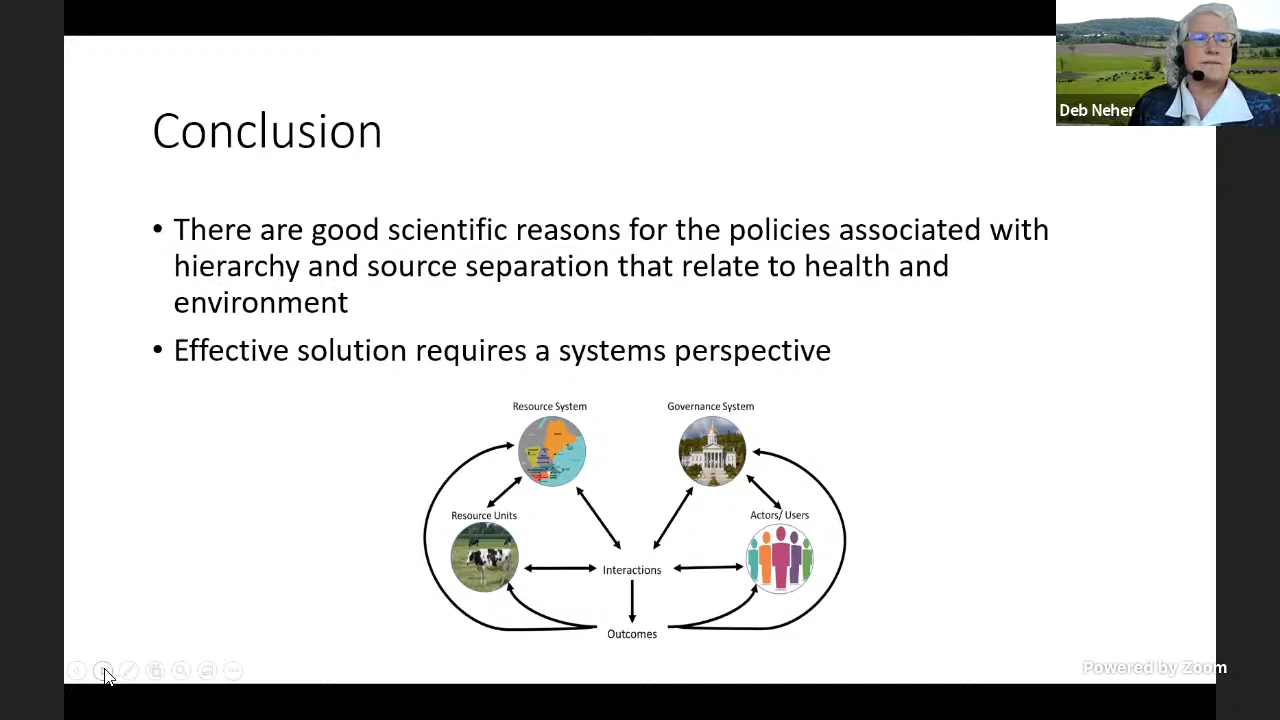 Deb Neher
Conclusion
• There are good scientific reasons for the policies associated with
hierarchy and source separation that relate to health and
environment
• Effective solution requires a systems perspective
Resource System
Governance System
Resource Units
Actors/ Users
Interactions
Outcomes
Powered by Zoom